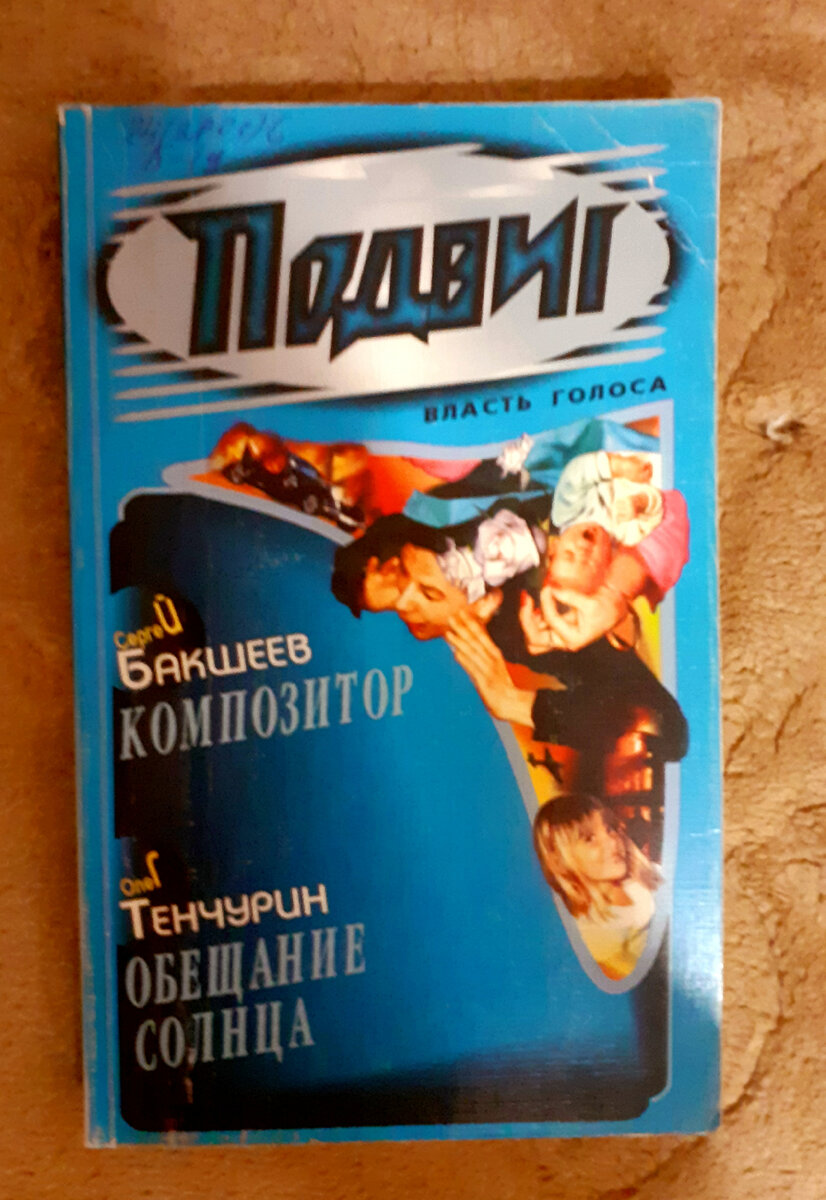 Подвиг
ВЛАСТЬ ГОЛОСА
Сергей
БАКШЕЕВ
КОМПОЗИТОР
Олег
ТЕНЧУРИН
ОБЕЩАНИЕ
СОЛНЦА